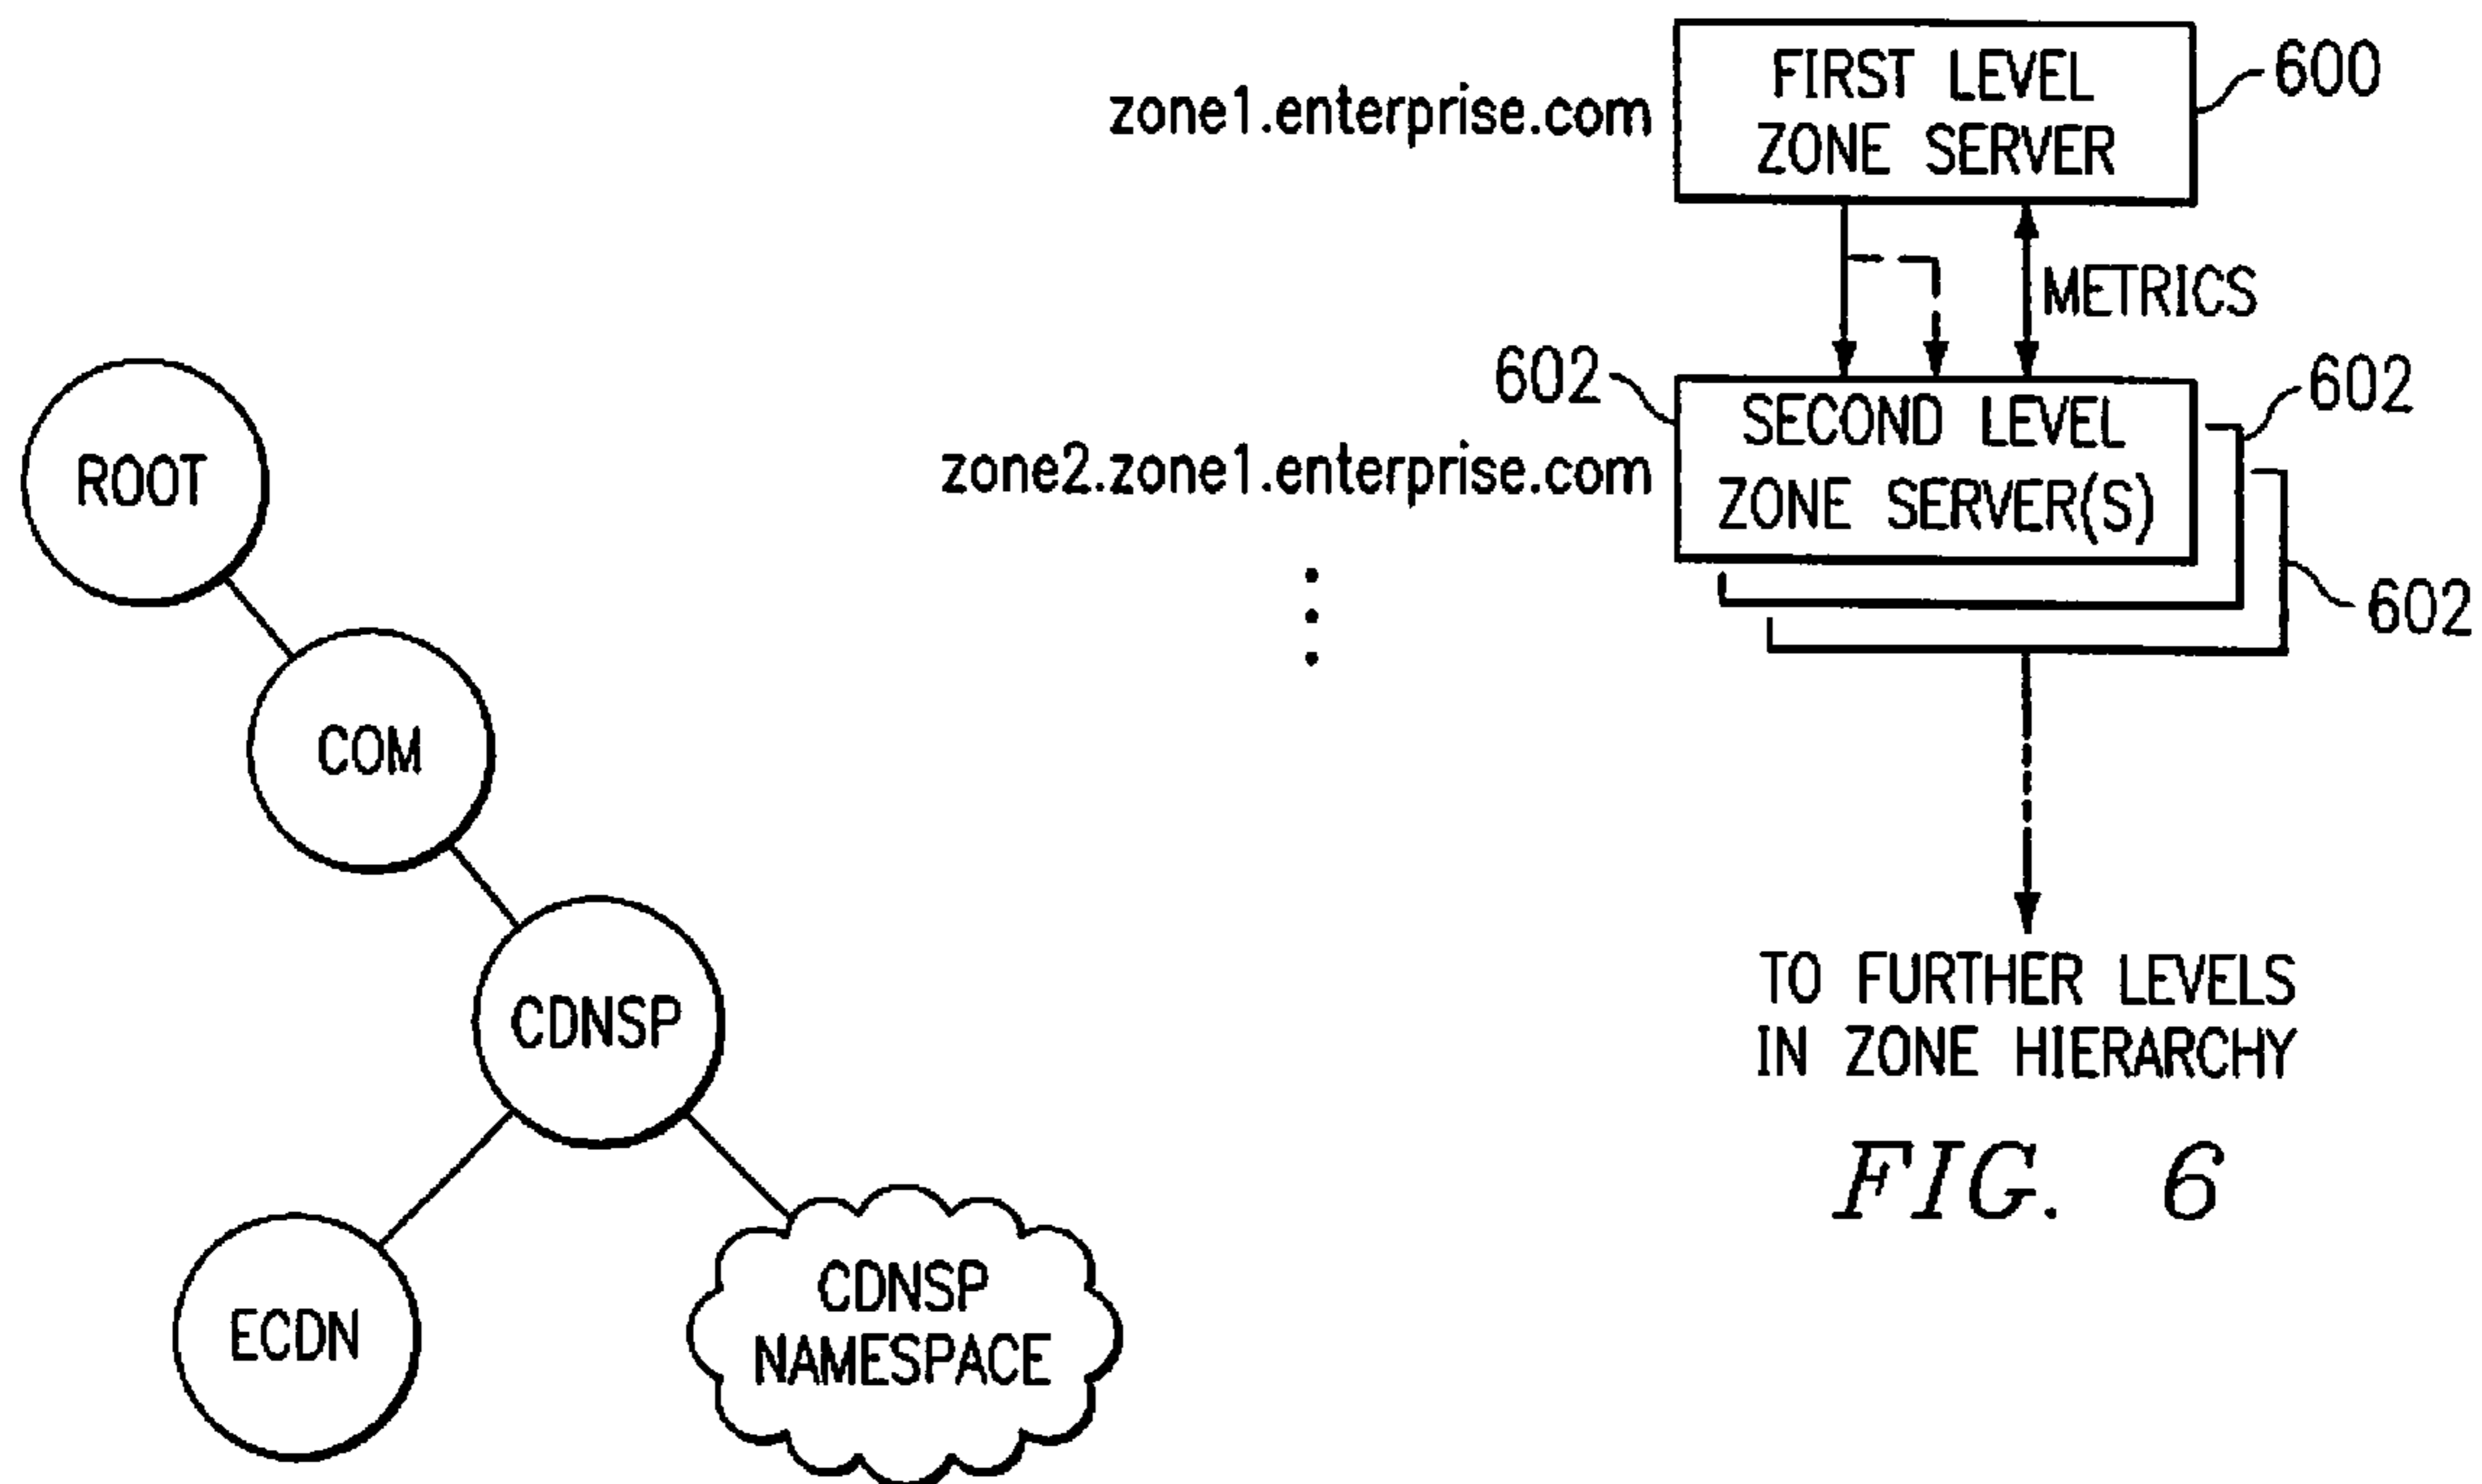 FIRST LEVEL
ZONE SERVER
600
zone1.enterprise.com
METRICS
602
602
SECOND LEVEL
ZONE SERVER(S)
zone2.zone1.enterprise.com
602
TO FURTHER LEVELS
IN ZONE HIERARCHY
FIG. 6
ROOT
COM
CDNSP
ECDN
CDNSP
NAMESPACE